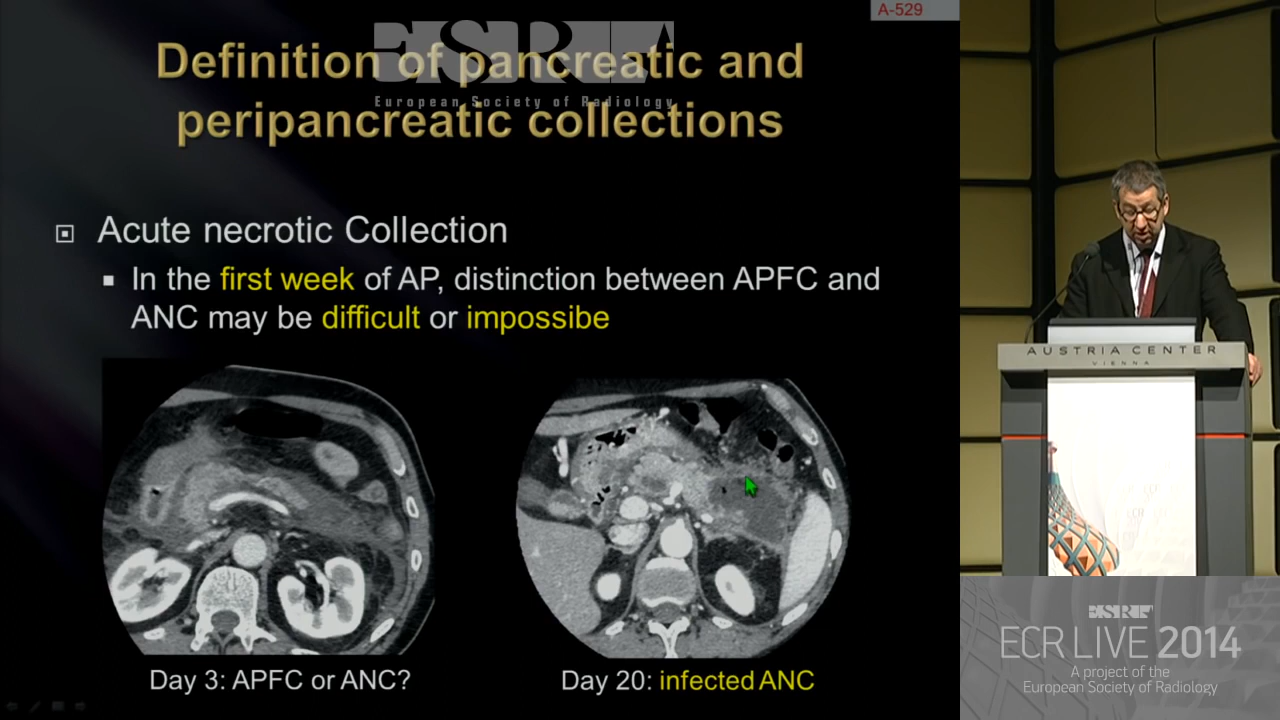 A-529
ESR
European Society of Radiology
Definition of pancreatic and
peripancreatic collections
Acute necrotic Collection
In the first week of AP, distinction between APFC and
ANC may be difficult or impossibe
Day 3: APFC or ANC?
Day 20: infected ANC
AUSTRIA CENTER
VIENNA
ESR
ECR LIVE 2014
A project of the
European Society of Radiology